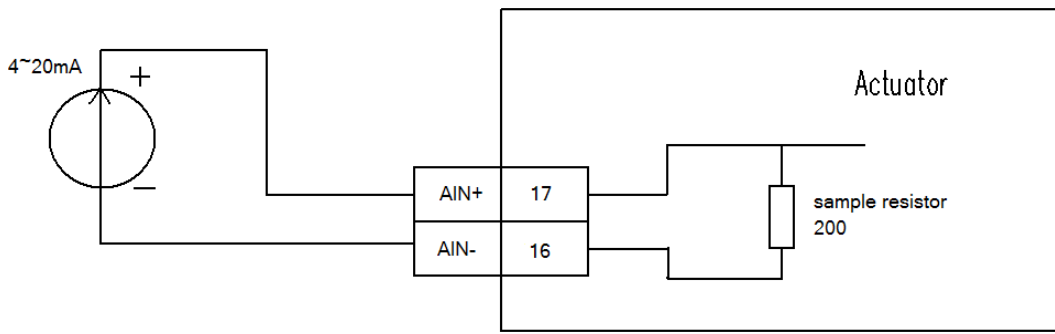 4~20mA
+
−
Actuator
AIN+ 17
AIN- 16
sample resistor
200